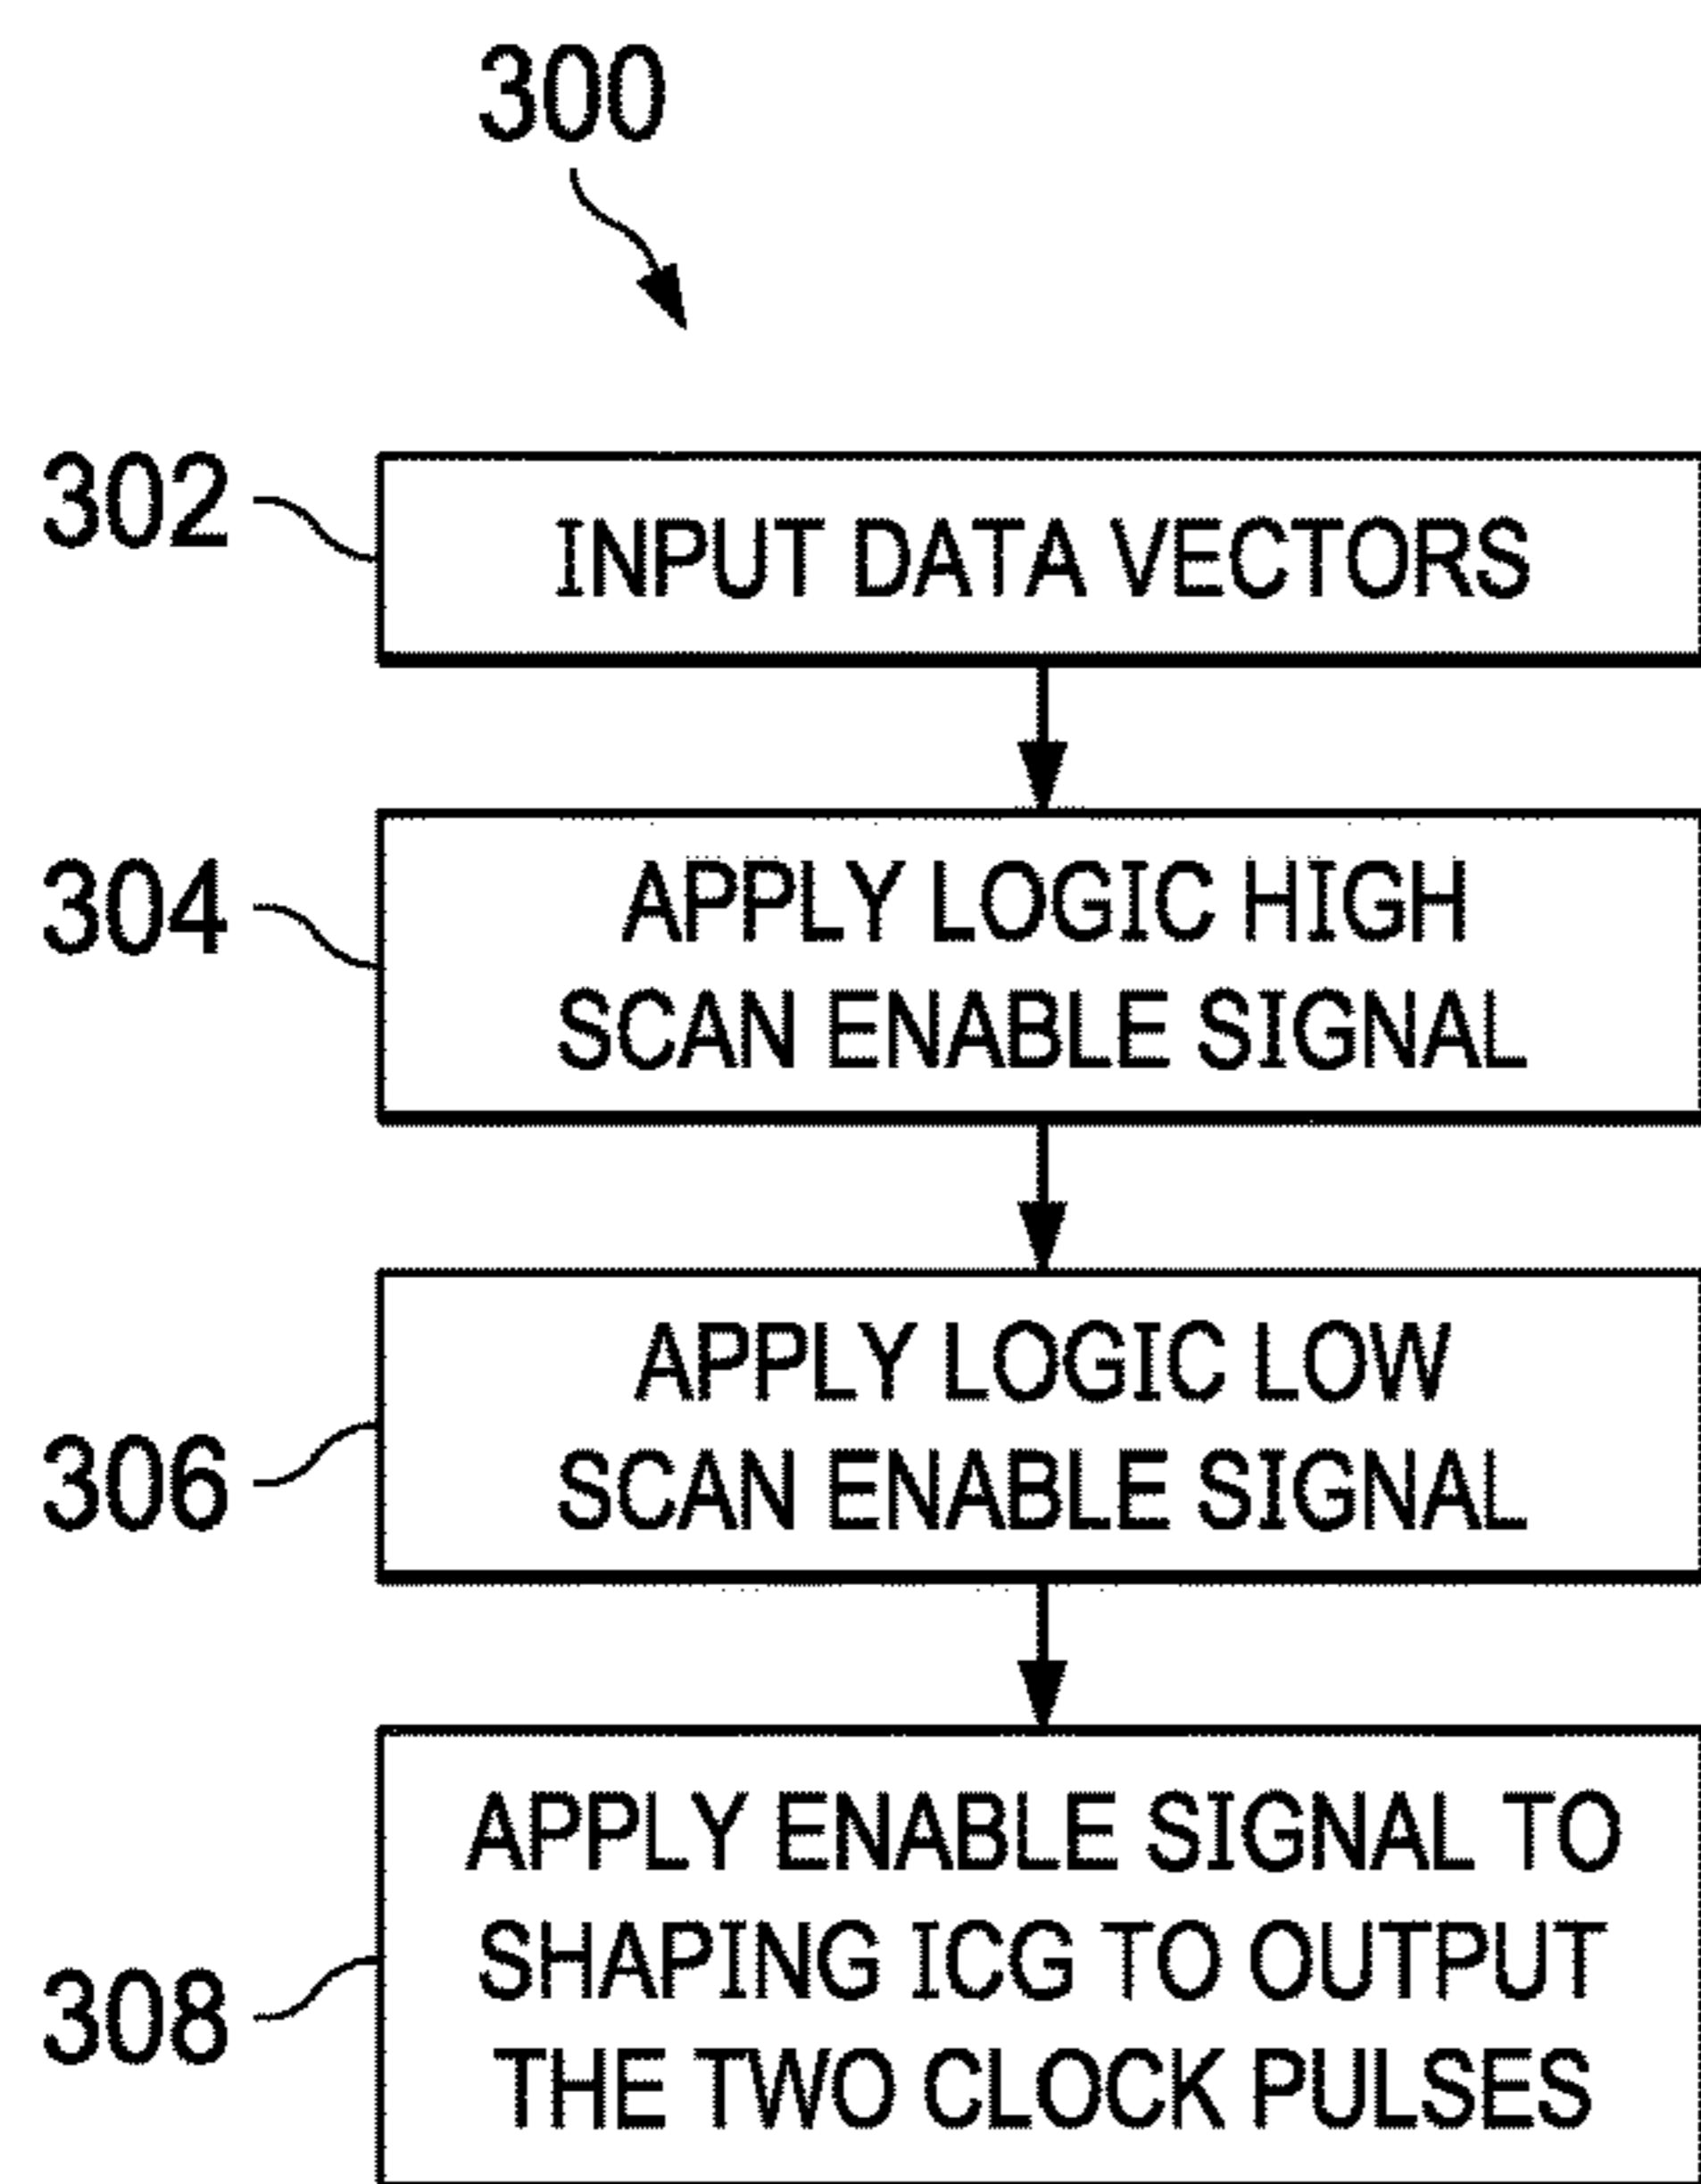 300
302
INPUT DATA VECTORS
304
APPLY LOGIC HIGH
SCAN ENABLE SIGNAL
306
APPLY LOGIC LOW
SCAN ENABLE SIGNAL
308
APPLY ENABLE SIGNAL TO
SHAPING ICG TO OUTPUT
THE TWO CLOCK PULSES